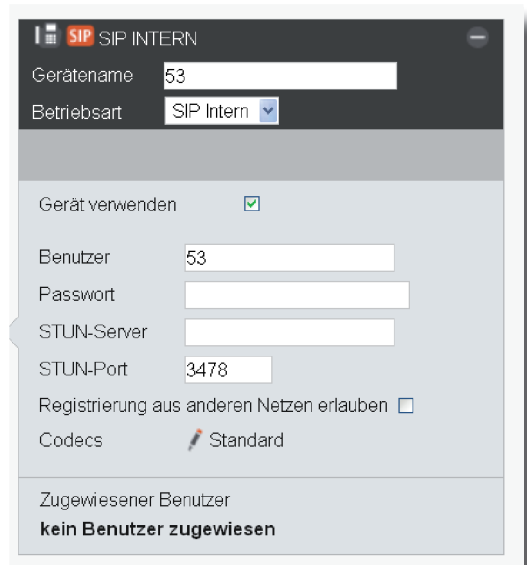 SIP SIP INTERN
Gerätename 53
Betriebsart SIP Intern
Gerät verwenden
Benutzer 53
Passwort
STUN-Server
STUN-Port 3478
Registrierung aus anderen Netzen erlauben
Codecs Standard
Zugewiesener Benutzer
kein Benutzer zugewiesen